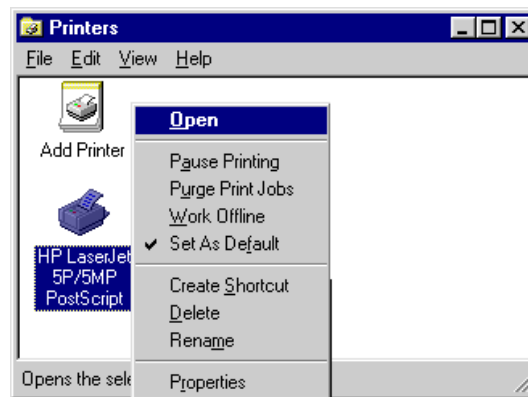 Printers
File Edit View Help
Add Printer
HP LaserJet
5P/5MP
PostScript
Open
Pause Printing
Purge Print Jobs
Work Offline
Set As Default
Create Shortcut
Delete
Rename
Properties
Opens the sele